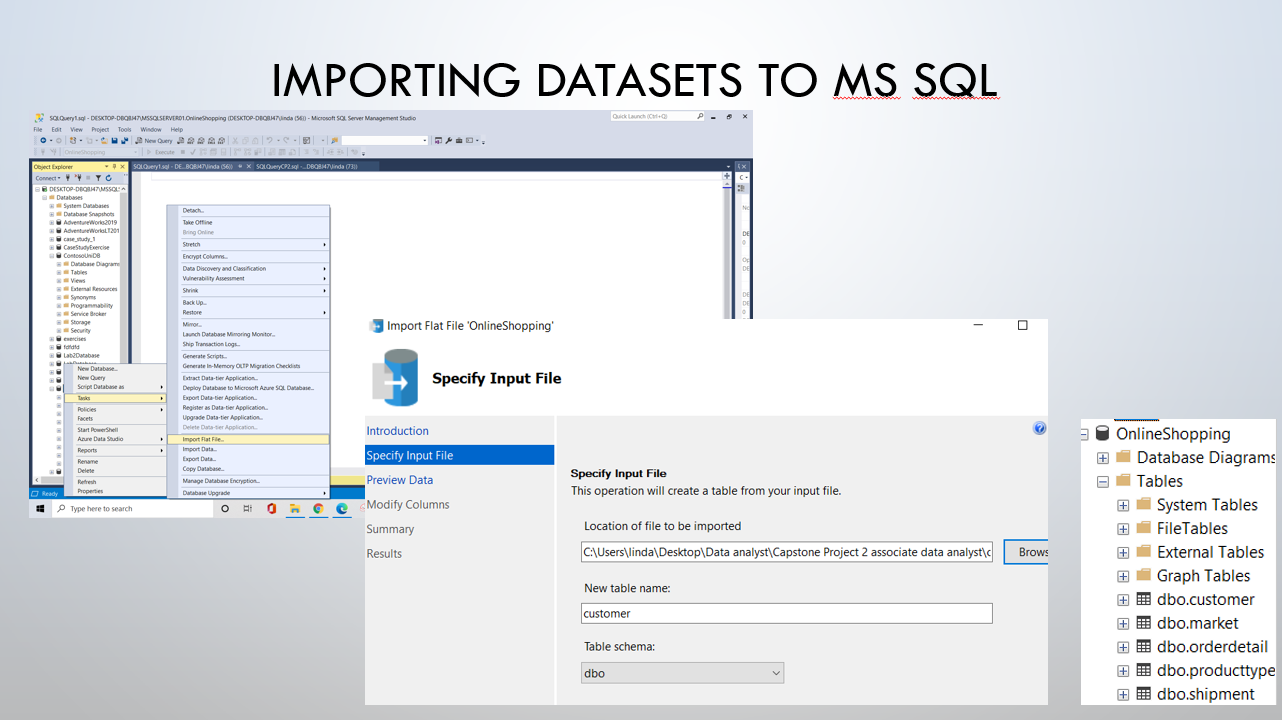 IMPORTING DATASETS TO MS SQL
SQLQuery1.sql - DESKTOP-DBQBJ47\MSSQLSERVER01.OnlineShopping (DESKTOP-DBQBJ47\linda (56)) - Microsoft SQL Server Management Studio
Quick Launch (Ctrl+Q)
File Edit View Project Tools Window Help
New Query
OnlineShopping
Execute
Object Explorer
SQLQuery1.sql - DE...BQBJ47\linda (56))
SQLQueryCP2.sql -...DBQBJ47\linda (73))
Connect
DESKTOP-DBQBJ47\MSSQL
Databases
System Databases
Database Snapshots
AdventureWorks2019
AdventureWorksLT201
case_study_1
CaseStudyExercise
ContosoUniDB
Database Diagrams
Tables
Views
External Resources
Synonyms
Programmability
Service Broker
Storage
Security
exercises
fdfdfd
Lab2Database
New Database...
New Query
Script Database as
Tasks
Policies
Facets
Start PowerShell
Azure Data Studio
Reports
Rename
Delete
Refresh
Properties
Detach...
Take Offline
Bring Online
Stretch
Encrypt Columns...
Data Discovery and Classification
Vulnerability Assessment
Shrink
Back Up...
Restore
Mirror...
Launch Database Mirroring Monitor...
Ship Transaction Logs...
Generate Scripts...
Generate In-Memory OLTP Migration Checklists
Extract Data-tier Application...
Deploy Database to Microsoft Azure SQL Database...
Export Data-tier Application...
Register as Data-tier Application...
Upgrade Data-tier Application...
Delete Data-tier Application...
Import Flat File...
Import Data...
Export Data...
Copy Database...
Manage Database Encryption...
Database Upgrade
Ready
Type here to search
Import Flat File 'OnlineShopping'
Specify Input File
Introduction
Specify Input File
Preview Data
Modify Columns
Summary
Results
Specify Input File
This operation will create a table from your input file.
Location of file to be imported
C:\Users\linda\Desktop\Data analyst\Capstone Project 2 associate data analyst\c
Brows
New table name:
customer
Table schema:
dbo
OnlineShopping
Database Diagrams
Tables
System Tables
FileTables
External Tables
Graph Tables
dbo.customer
dbo.market
dbo.orderdetail
dbo.producttype
dbo.shipment